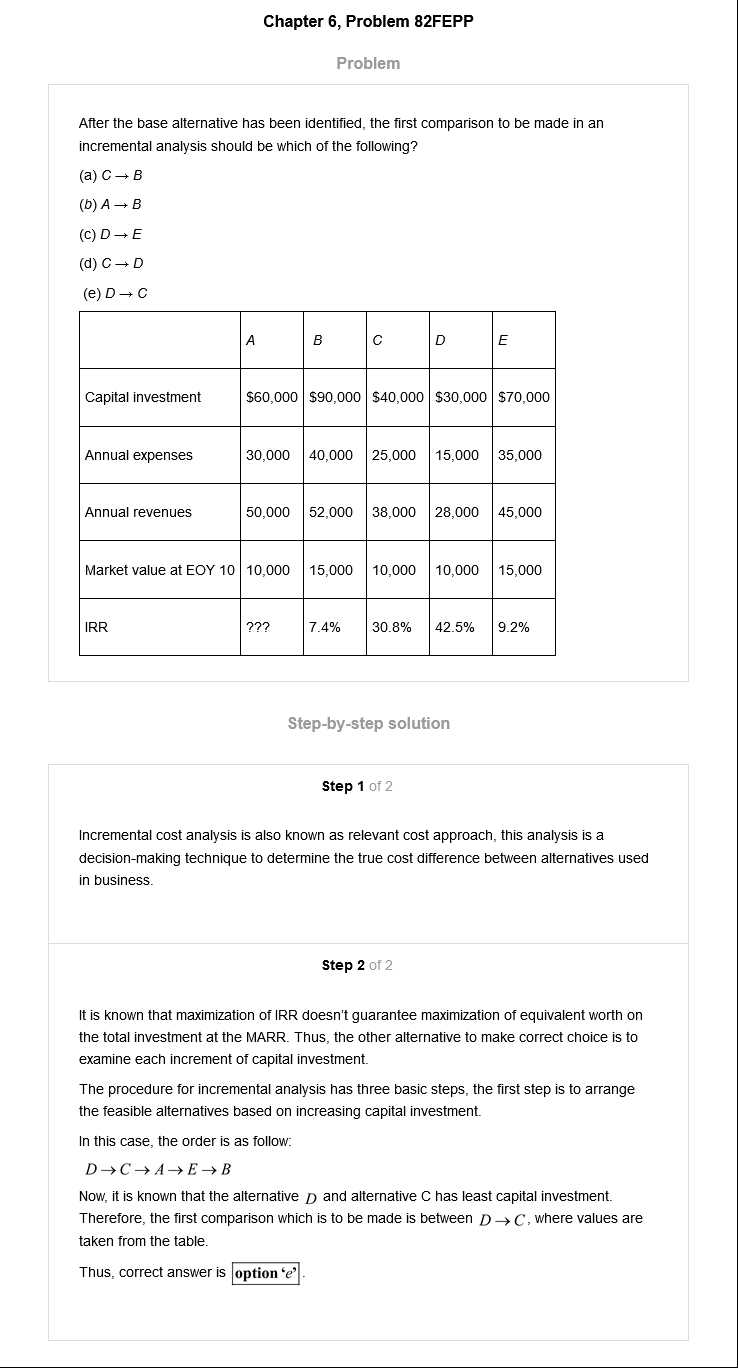 Chapter 6, Problem 82FEPP
Problem
After the base alternative has been identified, the first comparison to be made in an
incremental analysis should be which of the following?
(a) C → B
(b) A → B
(c) D → E
(d) C → D
(e) D → C
A B C D E
Capital investment $60,000 $90,000 $40,000 $30,000 $70,000
Annual expenses 30,000 40,000 25,000 15,000 35,000
Annual revenues 50,000 52,000 38,000 28,000 45,000
Market value at EOY 10 10,000 15,000 10,000 10,000 15,000
IRR ??? 7.4% 30.8% 42.5% 9.2%
Step-by-step solution
Step 1 of 2
Incremental cost analysis is also known as relevant cost approach, this analysis is a
decision-making technique to determine the true cost difference between alternatives used
in business.
Step 2 of 2
It is known that maximization of IRR doesn't guarantee maximization of equivalent worth on
the total investment at the MARR. Thus, the other alternative to make correct choice is to
examine each increment of capital investment.
The procedure for incremental analysis has three basic steps, the first step is to arrange
the feasible alternatives based on increasing capital investment.
In this case, the order is as follow:
D → C → A → E → B
Now, it is known that the alternative D and alternative C has least capital investment.
Therefore, the first comparison which is to be made is between D → C, where values are
taken from the table.
Thus, correct answer is option 'e'.